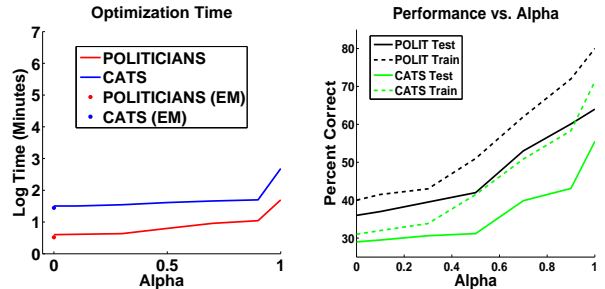 Optimization Time
Log Time (Minutes)
7
6
5
4
3
2
1
0
POLITICIANS
CATS
POLITICIANS (EM)
CATS (EM)
0 0.5 1
Alpha
Performance vs. Alpha
Percent Correct
80
70
60
50
40
30
POLIT Test
POLIT Train
CATS Test
CATS Train
0 0.2 0.4 0.6 0.8 1
Alpha